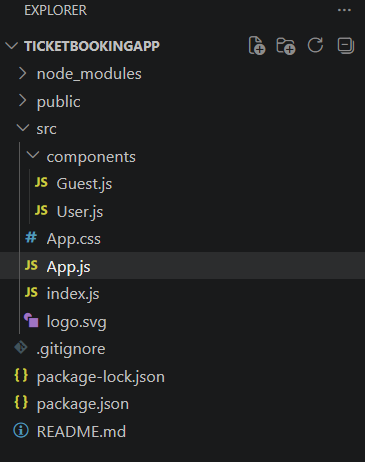 EXPLORER
TICKETBOOKINGAPP
node_modules
public
src
components
JS Guest.js
JS User.js
# App.css
JS App.js
JS index.js
logo.svg
.gitignore
{} package-lock.json
{} package.json
README.md